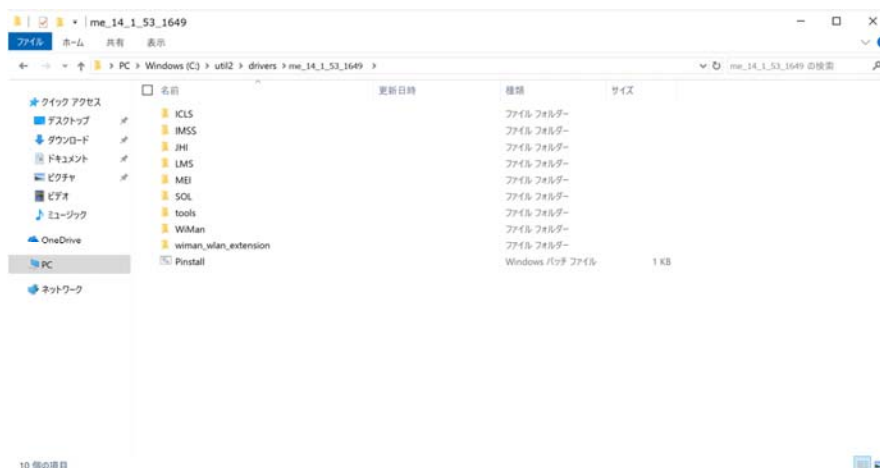 me_14_1_53_1649
ファイル ホーム 共有 表示
PC > Windows (C:) > util2 > drivers > me_14_1_53_1649 >
me_14_1_53_1649 の検索
名前 更新日時 種類 サイズ
クイック アクセス
デスクトップ
ダウンロード
ドキュメント
ピクチャ
ビデオ
ミュージック
OneDrive
PC
ネットワーク
ICLS ファイル フォルダー
IMSS ファイル フォルダー
JHI ファイル フォルダー
LMS ファイル フォルダー
MEI ファイル フォルダー
SOL ファイル フォルダー
tools ファイル フォルダー
WiMan ファイル フォルダー
wiman_wlan_extension ファイル フォルダー
Pinstall Windows バッチ ファイル 1 KB
10 個の項目